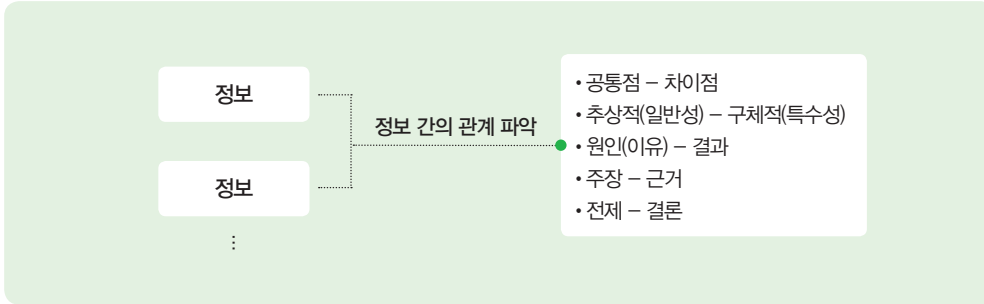 정보
정보
⋮
정보 간의 관계 파악
• 공통점 – 차이점
• 추상적(일반성) – 구체적(특수성)
• 원인(이유) – 결과
• 주장 – 근거
• 전제 – 결론